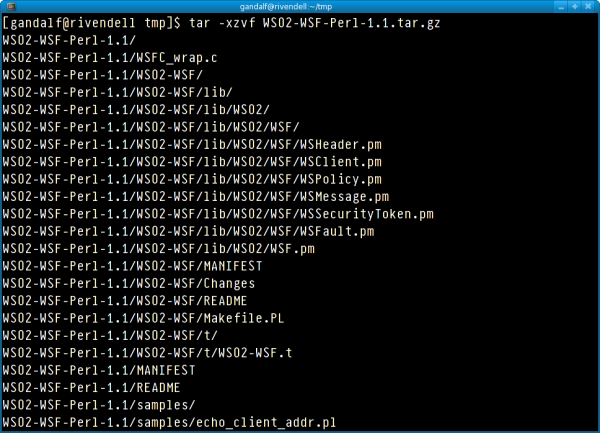 gandalf@rivendell:~/tmp
[gandalf@rivendell tmp]$ tar -xzvf WSO2-WSF-Perl-1.1.tar.gz
WSO2-WSF-Perl-1.1/
WSO2-WSF-Perl-1.1/WSFC_wrap.c
WSO2-WSF-Perl-1.1/WSO2-WSF/
WSO2-WSF-Perl-1.1/WSO2-WSF/lib/
WSO2-WSF-Perl-1.1/WSO2-WSF/lib/WSO2/
WSO2-WSF-Perl-1.1/WSO2-WSF/lib/WSO2/WSF/
WSO2-WSF-Perl-1.1/WSO2-WSF/lib/WSO2/WSF/WSHeader.pm
WSO2-WSF-Perl-1.1/WSO2-WSF/lib/WSO2/WSF/WSClient.pm
WSO2-WSF-Perl-1.1/WSO2-WSF/lib/WSO2/WSF/WSPolicy.pm
WSO2-WSF-Perl-1.1/WSO2-WSF/lib/WSO2/WSF/WSMessage.pm
WSO2-WSF-Perl-1.1/WSO2-WSF/lib/WSO2/WSF/WSSecurityToken.pm
WSO2-WSF-Perl-1.1/WSO2-WSF/lib/WSO2/WSF/WSFault.pm
WSO2-WSF-Perl-1.1/WSO2-WSF/lib/WSO2/WSF.pm
WSO2-WSF-Perl-1.1/WSO2-WSF/MANIFEST
WSO2-WSF-Perl-1.1/WSO2-WSF/Changes
WSO2-WSF-Perl-1.1/WSO2-WSF/README
WSO2-WSF-Perl-1.1/WSO2-WSF/Makefile.PL
WSO2-WSF-Perl-1.1/WSO2-WSF/t/
WSO2-WSF-Perl-1.1/WSO2-WSF/t/WSO2-WSF.t
WSO2-WSF-Perl-1.1/MANIFEST
WSO2-WSF-Perl-1.1/README
WSO2-WSF-Perl-1.1/samples/
WSO2-WSF-Perl-1.1/samples/echo_client_addr.pl